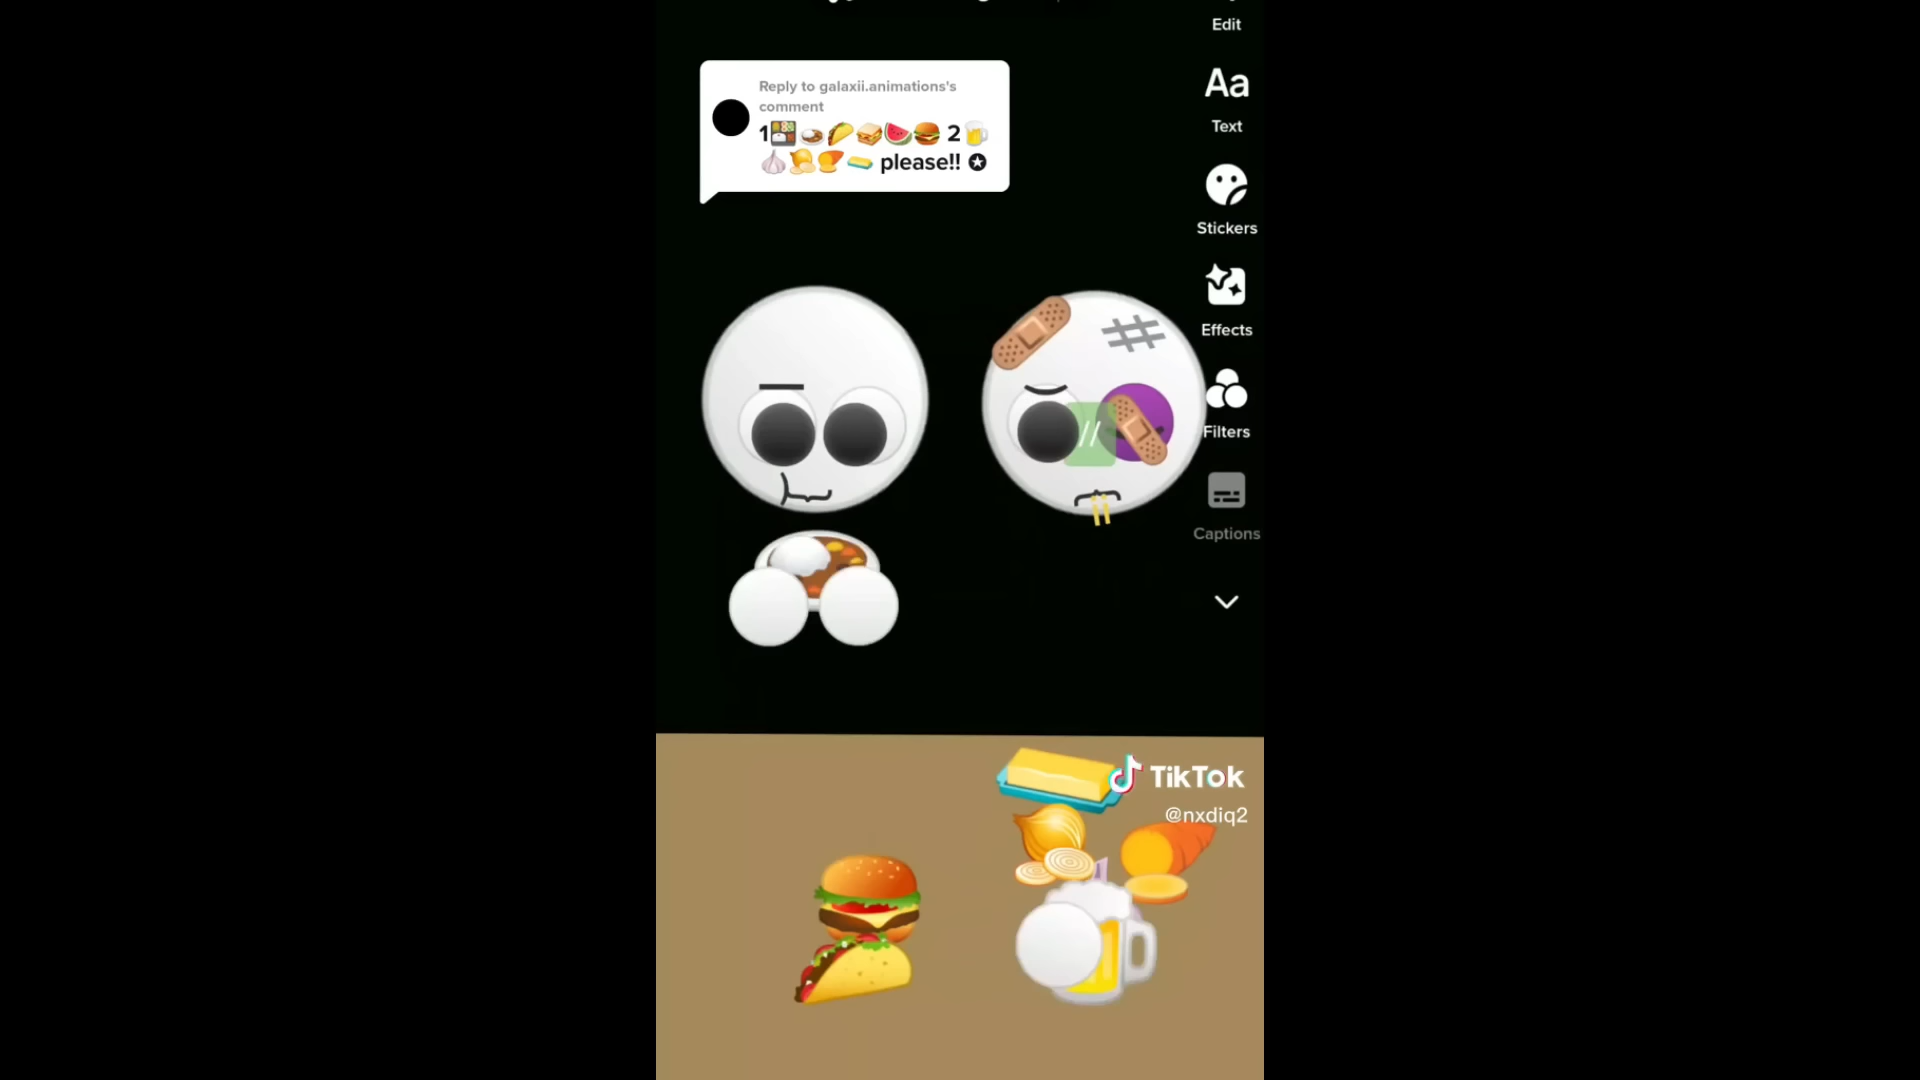 Edit
Reply to galaxii.animations's
comment
1🍱🍛🌮🥪🍉🍔 2🍺
🧄🧅🍠🧈 please!! ✪
Aa
Text
Stickers
Effects
#
//
Filters
Captions
TikTok
@nxdiq2